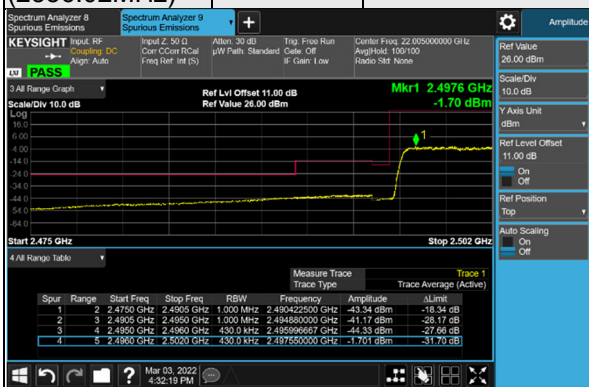 (2506.02MHz)
Spectrum Analyzer 8
Spurious Emissions
Spectrum Analyzer 9
Spurious Emissions
Amplitude
KEYSIGHT Input: RF
Coupling: DC
Align: Auto
Input Z: 50 Ω
Corr CCorr RCal
Freq Ref: Int (S)
Atten: 30 dB
µW Path: Standard
Trig: Free Run
Gate: Off
IF Gain: Low
Center Freq: 22.005000000 GHz
Avg|Hold: 100/100
Radio Std: None
LXI PASS
3 All Range Graph
Scale/Div 10.0 dB
Ref Lvl Offset 11.00 dB
Ref Value 26.00 dBm
Mkr1 2.4976 GHz
-1.70 dBm
Log
16.0
6.00
-4.00
-14.0
-24.0
-34.0
-44.0
-54.0
-64.0
1
Start 2.475 GHz
Stop 2.502 GHz
4 All Range Table
Measure Trace Trace 1
Trace Type Trace Average (Active)
Spur Range Start Freq Stop Freq RBW Frequency Amplitude ΔLimit
1 2 2.4750 GHz 2.4905 GHz 1.000 MHz 2.490422500 GHz -43.34 dBm -18.34 dB
2 3 2.4905 GHz 2.4950 GHz 1.000 MHz 2.494880000 GHz -41.17 dBm -28.17 dB
3 4 2.4950 GHz 2.4960 GHz 430.0 kHz 2.495996667 GHz -44.33 dBm -27.66 dB
4 5 2.4960 GHz 2.5020 GHz 430.0 kHz 2.497550000 GHz -1.701 dBm -31.70 dB
Ref Value
26.00 dBm
Scale/Div
10.0 dB
Y Axis Unit
dBm
Ref Level Offset
11.00 dB
On
Off
Ref Position
Top
Auto Scaling
On
Off
Mar 03, 2022
4:32:19 PM